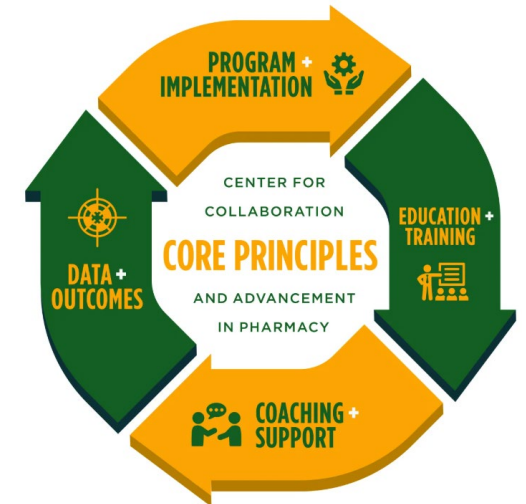 PROGRAM +
IMPLEMENTATION
EDUCATION +
TRAINING
COACHING +
SUPPORT
DATA +
OUTCOMES
CENTER FOR
COLLABORATION
CORE PRINCIPLES
AND ADVANCEMENT
IN PHARMACY